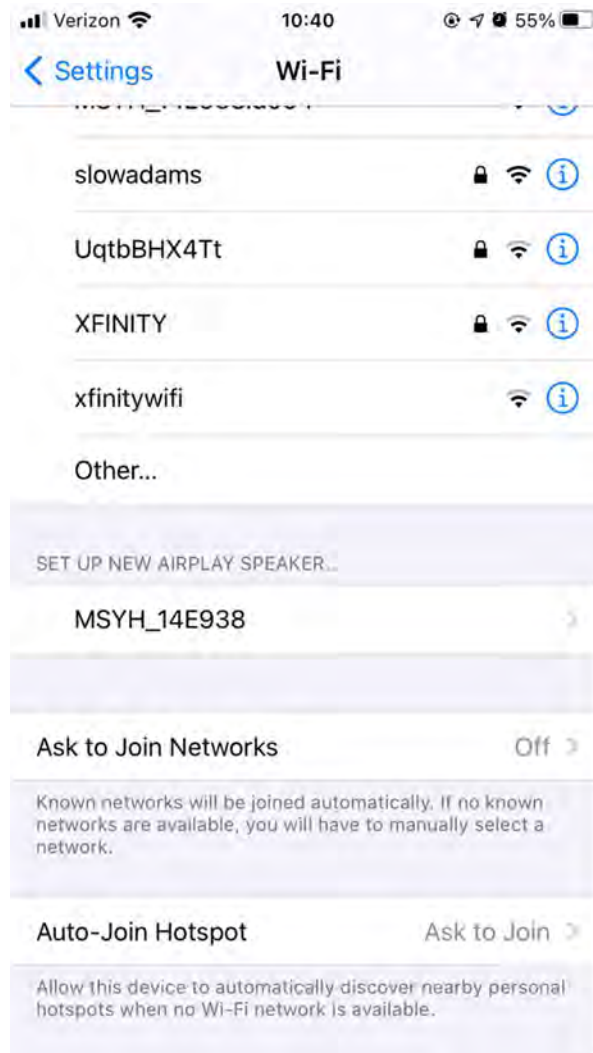 Verizon 10:40 55%
Settings Wi-Fi
slowadams
UqtbBHX4Tt
XFINITY
xfinitywifi
Other...
SET UP NEW AIRPLAY SPEAKER...
MSYH_14E938
Ask to Join Networks Off
Known networks will be joined automatically. If no known
networks are available, you will have to manually select a
network.
Auto-Join Hotspot Ask to Join
Allow this device to automatically discover nearby personal
hotspots when no Wi-Fi network is available.